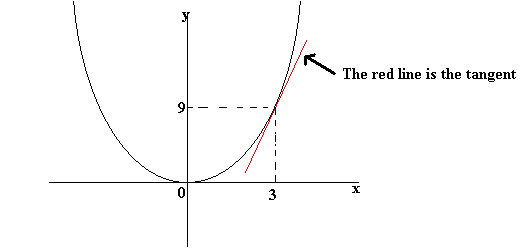 y
The red line is the tangent
9
0
3
x